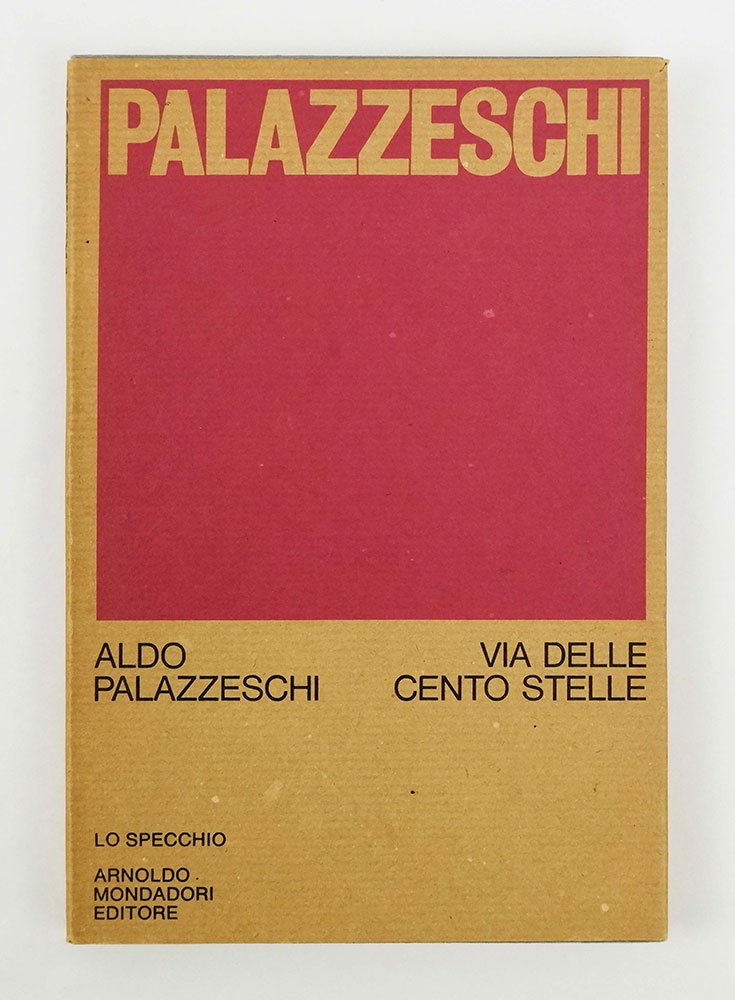 PALAZZESCHI
ALDO
PALAZZESCHI
VIA DELLE
CENTO STELLE
LO SPECCHIO
ARNOLDO
MONDADORI
EDITORE